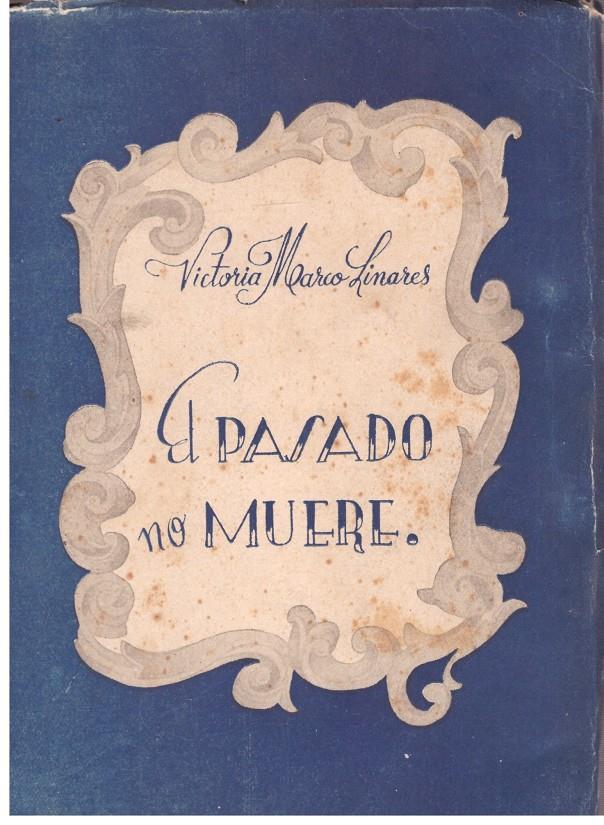 Victoria Marco Linares
El PASADO
no MUERE.